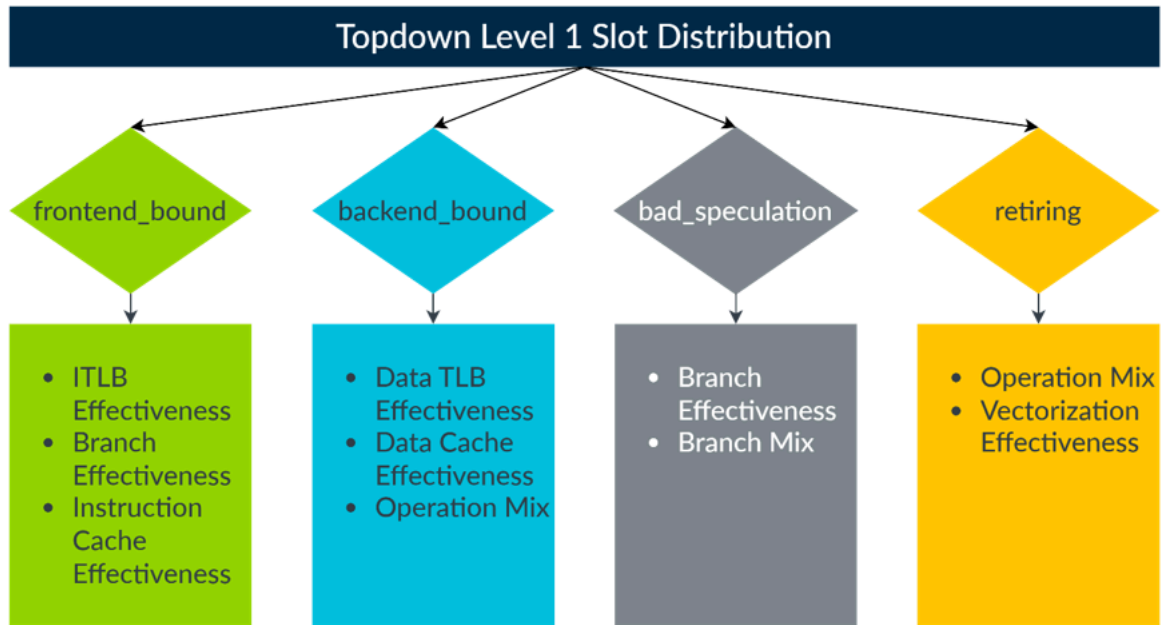 Topdown Level 1 Slot Distribution
frontend_bound
backend_bound
bad_speculation
retiring
• ITLB
Effectiveness
• Branch
Effectiveness
• Instruction
Cache
Effectiveness
• Data TLB
Effectiveness
• Data Cache
Effectiveness
• Operation Mix
• Branch
Effectiveness
• Branch Mix
• Operation Mix
• Vectorization
Effectiveness